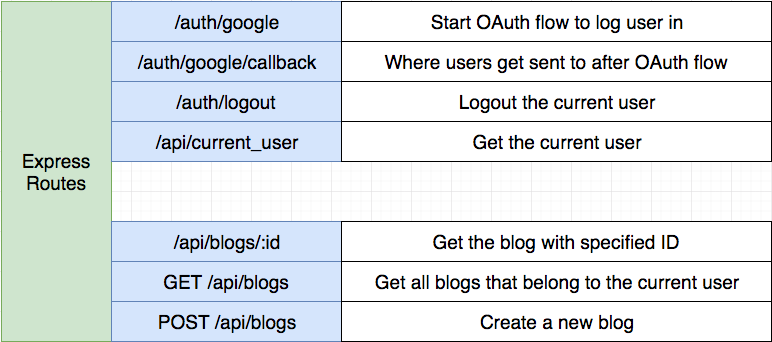 Express
Routes
/auth/google
Start OAuth flow to log user in
/auth/google/callback
Where users get sent to after OAuth flow
/auth/logout
Logout the current user
/api/current_user
Get the current user
/api/blogs/:id
Get the blog with specified ID
GET /api/blogs
Get all blogs that belong to the current user
POST /api/blogs
Create a new blog